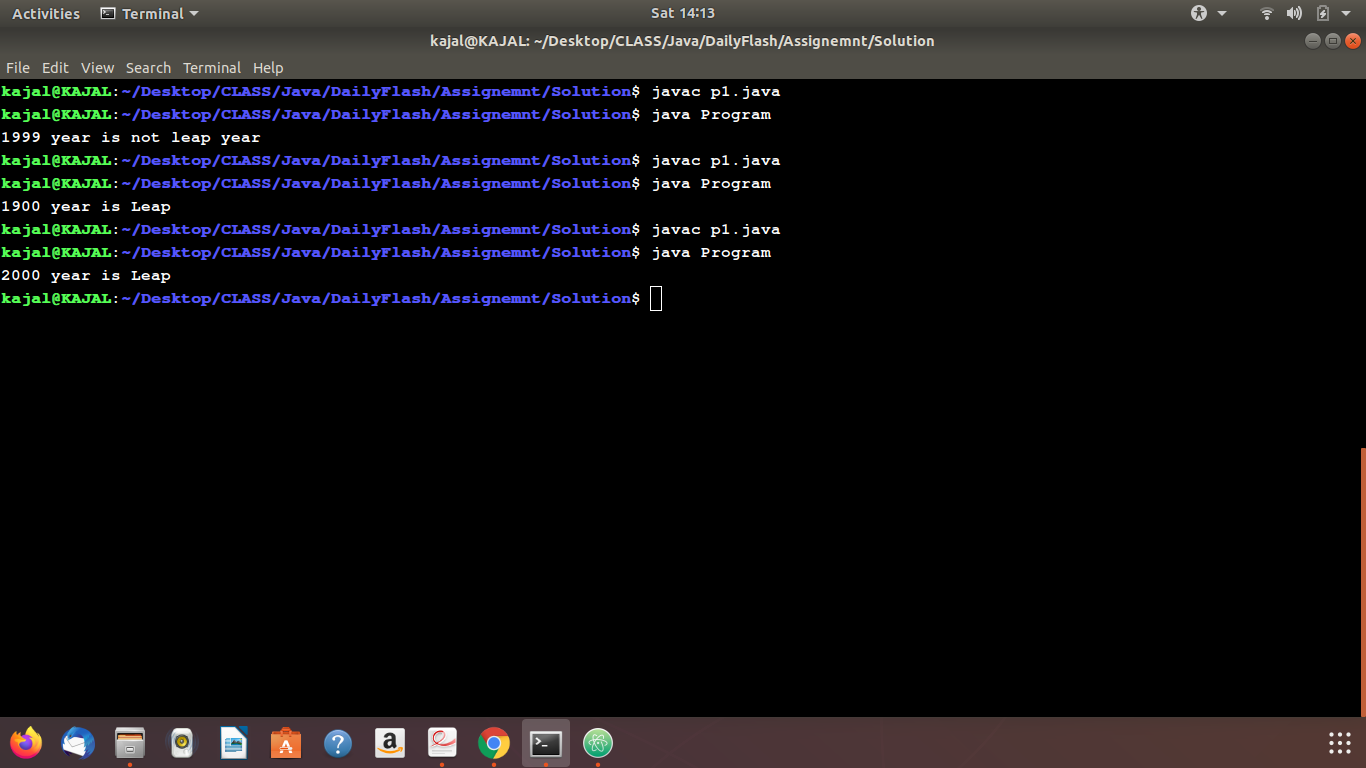 Activities Terminal Sat 14:13
kajal@KAJAL: ~/Desktop/CLASS/Java/DailyFlash/Assignemnt/Solution
File Edit View Search Terminal Help
kajal@KAJAL:~/Desktop/CLASS/Java/DailyFlash/Assignemnt/Solution$ javac p1.java
kajal@KAJAL:~/Desktop/CLASS/Java/DailyFlash/Assignemnt/Solution$ java Program
1999 year is not leap year
kajal@KAJAL:~/Desktop/CLASS/Java/DailyFlash/Assignemnt/Solution$ javac p1.java
kajal@KAJAL:~/Desktop/CLASS/Java/DailyFlash/Assignemnt/Solution$ java Program
1900 year is Leap
kajal@KAJAL:~/Desktop/CLASS/Java/DailyFlash/Assignemnt/Solution$ javac p1.java
kajal@KAJAL:~/Desktop/CLASS/Java/DailyFlash/Assignemnt/Solution$ java Program
2000 year is Leap
kajal@KAJAL:~/Desktop/CLASS/Java/DailyFlash/Assignemnt/Solution$